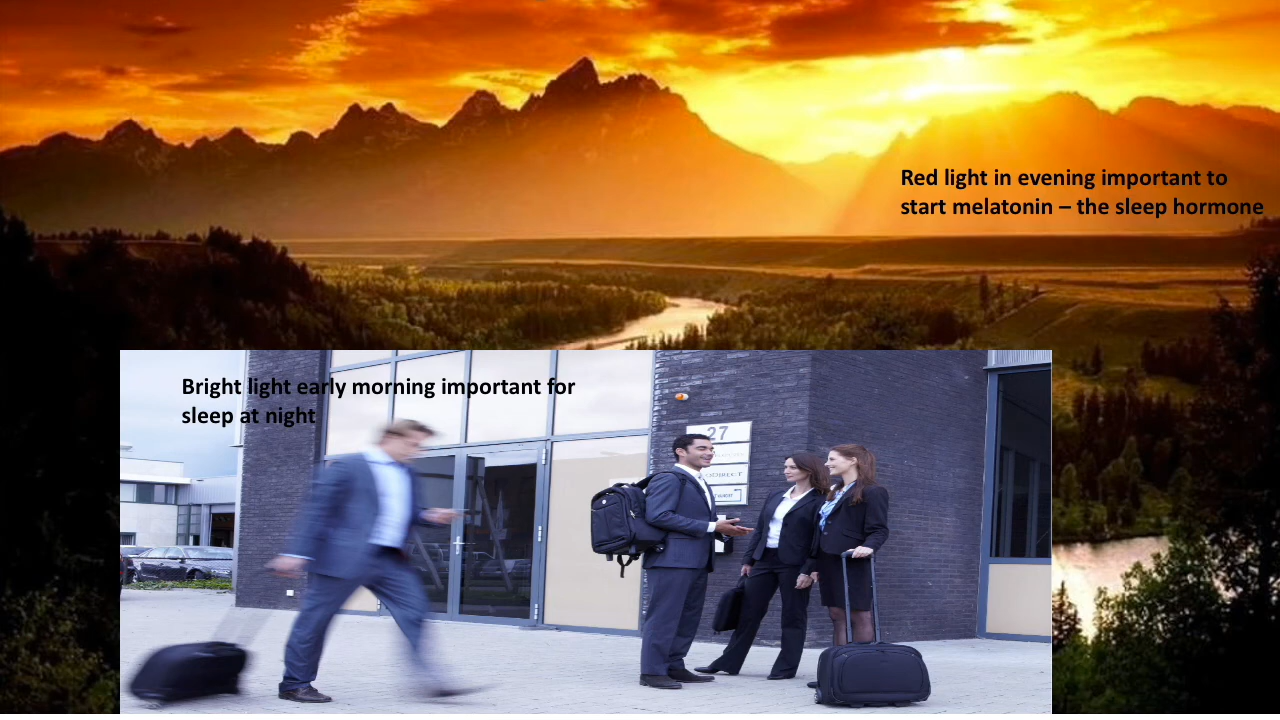 Red light in evening important to
start melatonin – the sleep hormone
Bright light early morning important for
sleep at night
27